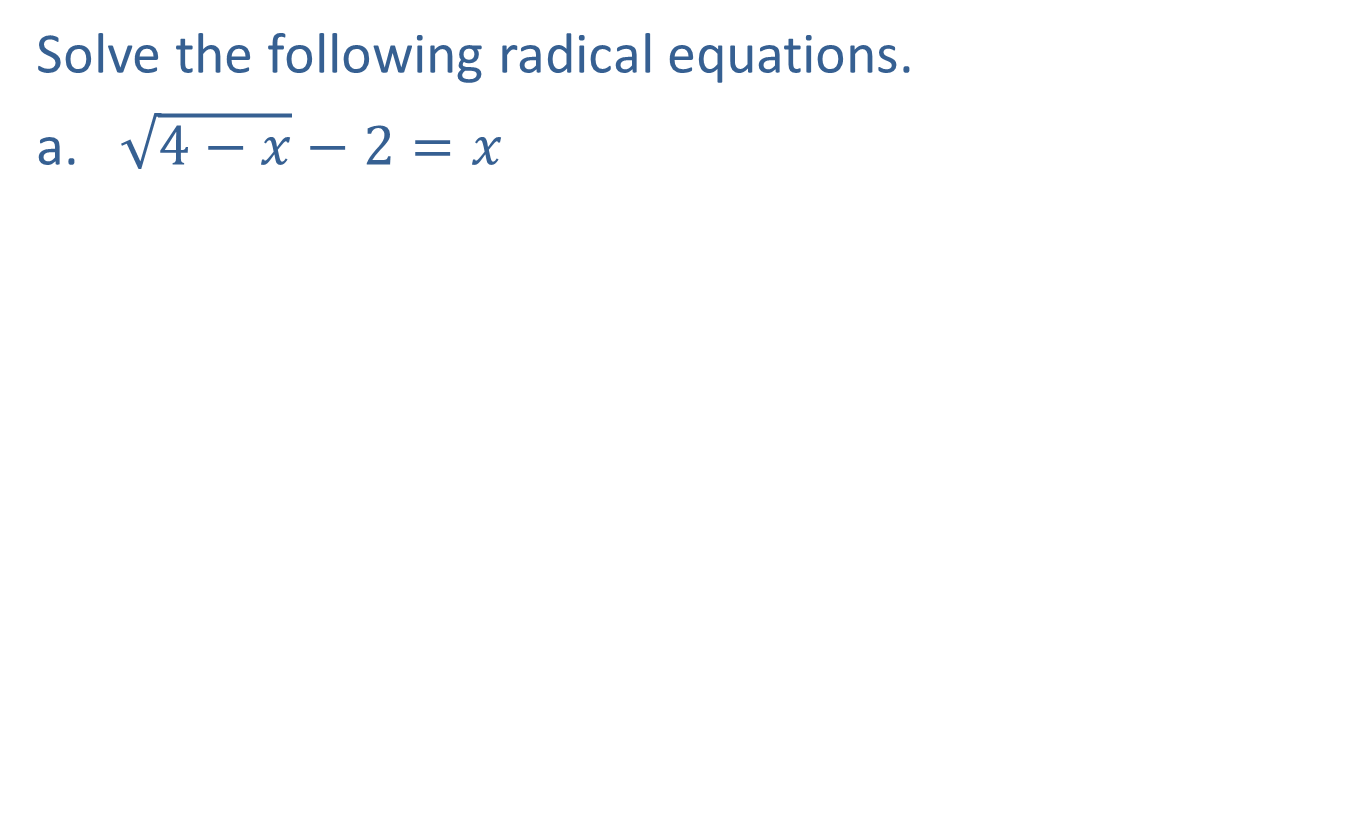 Solve the following radical equations.
a. √(4 − x) − 2 = x